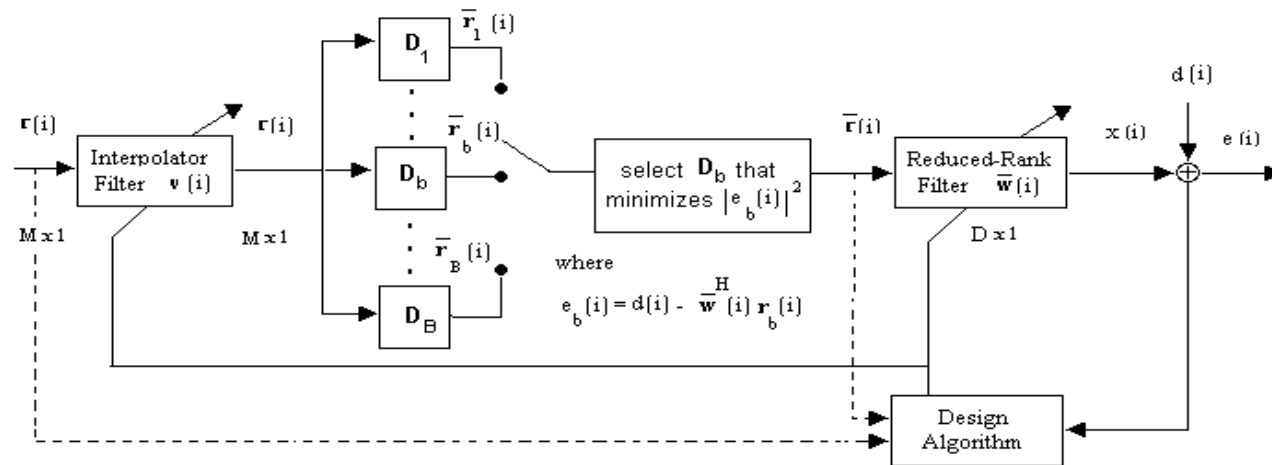 r(i)
Interpolator
Filter v(i)
M x 1
r(i)
M x 1
D₁
D_b
D_B
r̄₁(i)
r̄_b(i)
r̄_B(i)
select D_b that
minimizes |e_b(i)|²
where
e_b(i) = d(i) - w̄^H(i) r_b(i)
r̄(i)
Reduced-Rank
Filter w̄(i)
D x 1
x(i)
d(i)
e(i)
Design
Algorithm